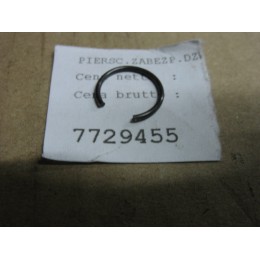 PIERSC.ZABEZP.DZ
Cena netto :
Cena brutto :
7729455